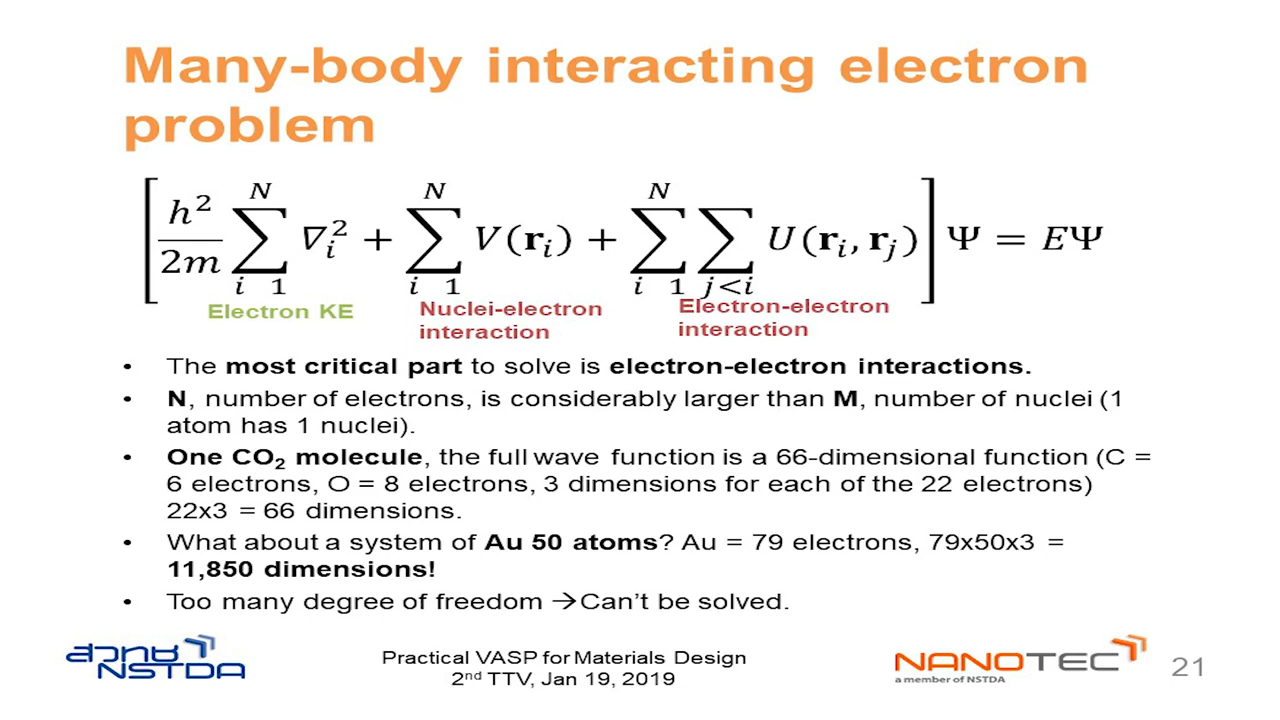 Many-body interacting electron
problem
[h²/2m ∑ᵢ ₁ᴺ ∇ᵢ² + ∑ᵢ ₁ᴺ V(rᵢ) + ∑ᵢ ₁ᴺ ∑j<i U(rᵢ, rⱼ)] Ψ = EΨ
Electron KE
Nuclei-electron
interaction
Electron-electron
interaction
• The most critical part to solve is electron-electron interactions.
• N, number of electrons, is considerably larger than M, number of nuclei (1
atom has 1 nuclei).
• One CO₂ molecule, the full wave function is a 66-dimensional function (C =
6 electrons, O = 8 electrons, 3 dimensions for each of the 22 electrons)
22x3 = 66 dimensions.
• What about a system of Au 50 atoms? Au = 79 electrons, 79x50x3 =
11,850 dimensions!
• Too many degree of freedom →Can't be solved.
สวทช
NSTDA
Practical VASP for Materials Design
2nd TTV, Jan 19, 2019
NANOTEC
a member of NSTDA
21